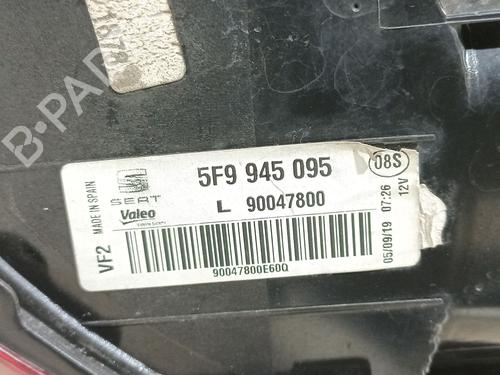 B-PARTS
MADE IN SPAIN
VF2
SEAT
Valeo
5F9 945 095
L 90047800
90047800E60Q
08S
12V
05/09/19 07:26